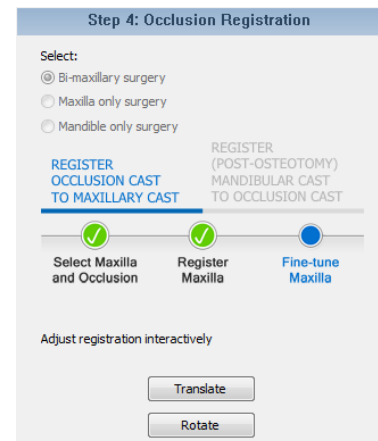 Step 4: Occlusion Registration
Select:
Bi-maxillary surgery
Maxilla only surgery
Mandible only surgery
REGISTER
OCCLUSION CAST
TO MAXILLARY CAST
REGISTER
(POST-OSTEOTOMY)
MANDIBULAR CAST
TO OCCLUSION CAST
Select Maxilla
and Occlusion
Register
Maxilla
Fine-tune
Maxilla
Adjust registration interactively
Translate
Rotate